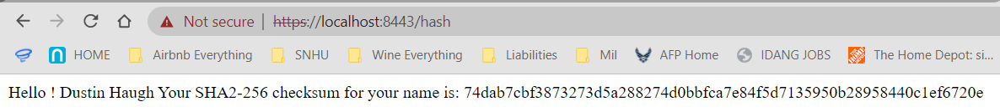 Not secure | https://localhost:8443/hash
HOME Airbnb Everything SNHU Wine Everything Liabilities Mil AFP Home IDANG JOBS The Home Depot: si...
Hello ! Dustin Haugh Your SHA2-256 checksum for your name is: 74dab7cbf3873273d5a288274d0bbfca7e84f5d7135950b28958440c1ef6720e